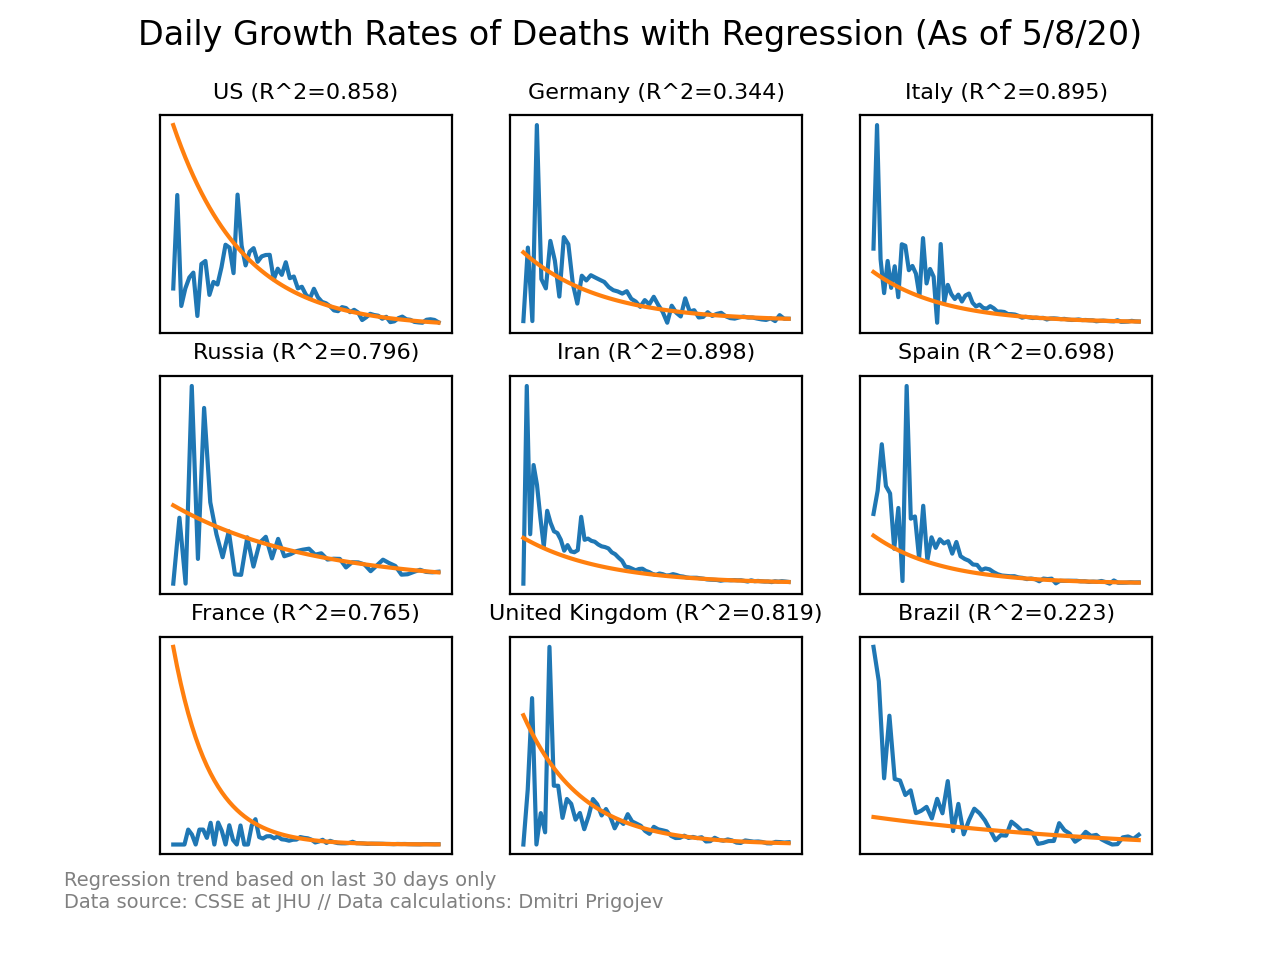 Daily Growth Rates of Deaths with Regression (As of 5/8/20)
US (R^2=0.858)
Germany (R^2=0.344)
Italy (R^2=0.895)
Russia (R^2=0.796)
Iran (R^2=0.898)
Spain (R^2=0.698)
France (R^2=0.765)
United Kingdom (R^2=0.819)
Brazil (R^2=0.223)
Regression trend based on last 30 days only
Data source: CSSE at JHU // Data calculations: Dmitri Prigojev